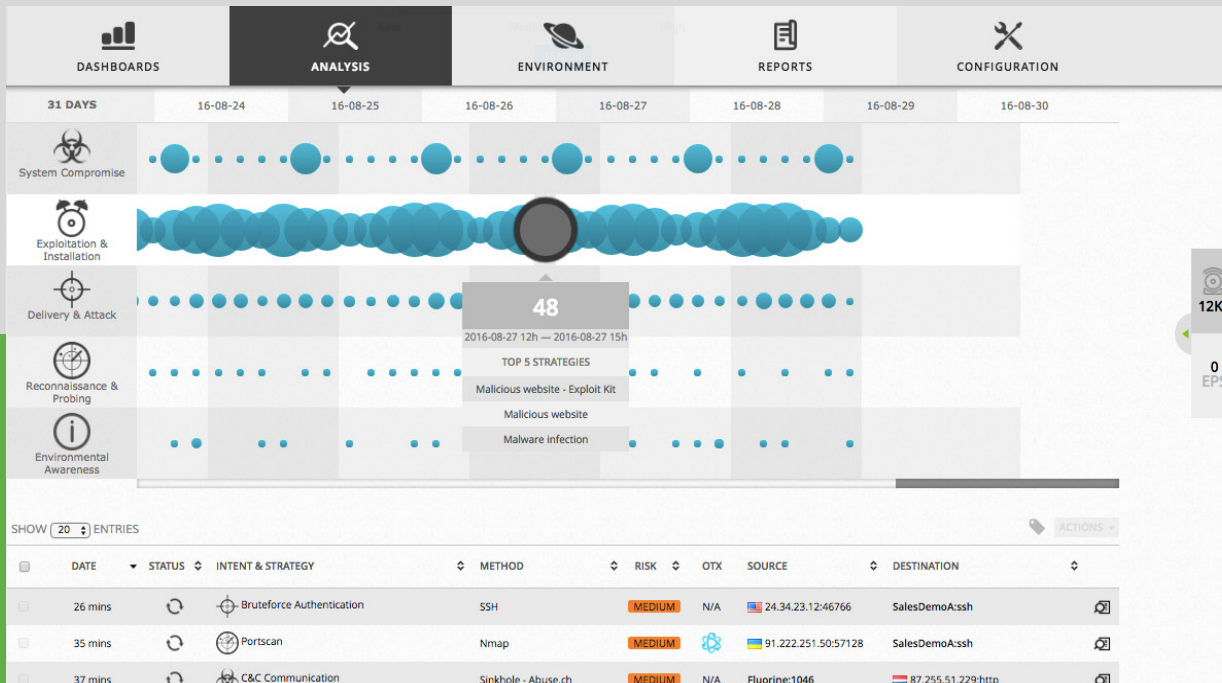 DASHBOARDS
ANALYSIS
ENVIRONMENT
REPORTS
CONFIGURATION
31 DAYS 16-08-24 16-08-25 16-08-26 16-08-27 16-08-28 16-08-29 16-08-30
System Compromise
Exploitation &
Installation
Delivery & Attack
Reconnaissance &
Probing
Environmental
Awareness
48
2016-08-27 12h — 2016-08-27 15h
TOP 5 STRATEGIES
Malicious website - Exploit Kit
Malicious website
Malware infection
12K
0
EPS
SHOW 20 ENTRIES
ACTIONS
DATE STATUS INTENT & STRATEGY METHOD RISK OTX SOURCE DESTINATION
26 mins Bruteforce Authentication SSH MEDIUM N/A 24.34.23.12:46766 SalesDemoA:ssh
35 mins Portscan Nmap MEDIUM 91.222.251.50:57128 SalesDemoA:ssh
37 mins C&C Communication Sinkhole - Abuse.ch MEDIUM N/A Fluorine:1046 87.255.51.229:http